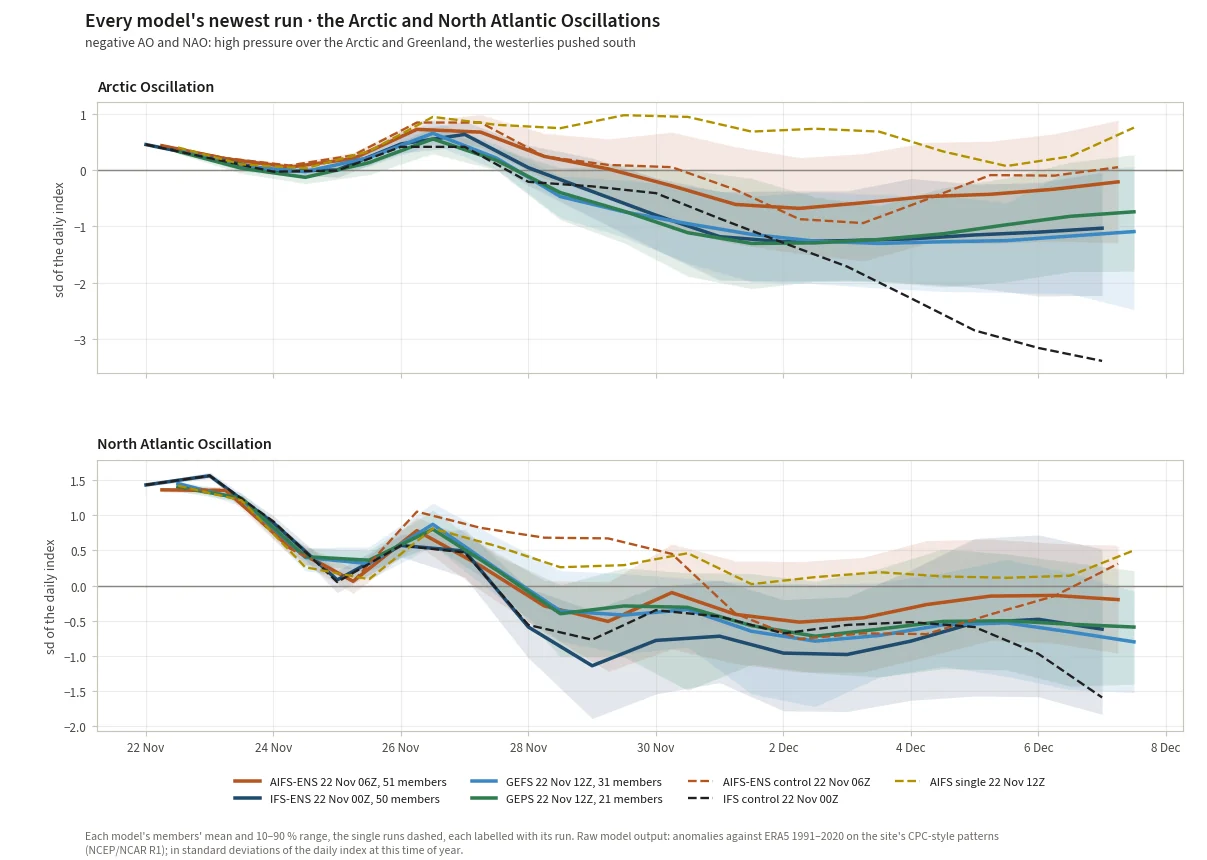 Every model's newest run · the Arctic and North Atlantic Oscillations
negative AO and NAO: high pressure over the Arctic and Greenland, the westerlies pushed south
Arctic Oscillation
sd of the daily index
1
0
−1
−2
−3
North Atlantic Oscillation
sd of the daily index
1.5
1.0
0.5
0.0
−0.5
−1.0
−1.5
−2.0
22 Nov 24 Nov 26 Nov 28 Nov 30 Nov 2 Dec 4 Dec 6 Dec 8 Dec
AIFS-ENS 22 Nov 06Z, 51 members GEFS 22 Nov 12Z, 31 members AIFS-ENS control 22 Nov 06Z AIFS single 22 Nov 12Z
IFS-ENS 22 Nov 00Z, 50 members GEPS 22 Nov 12Z, 21 members IFS control 22 Nov 00Z
Each model's members' mean and 10–90 % range, the single runs dashed, each labelled with its run. Raw model output: anomalies against ERA5 1991–2020 on the site's CPC-style patterns
(NCEP/NCAR R1); in standard deviations of the daily index at this time of year.